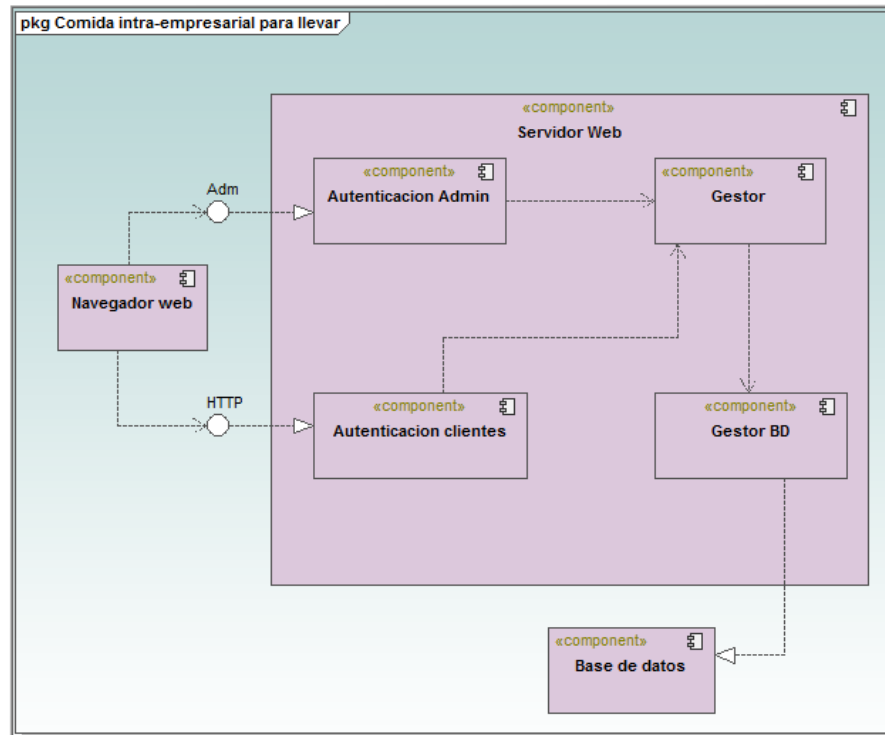 pkg Comida intra-empresarial para llevar
«component»
Servidor Web
«component»
Autenticacion Admin
«component»
Gestor
Adm
«component»
Navegador web
HTTP
«component»
Autenticacion clientes
«component»
Gestor BD
«component»
Base de datos